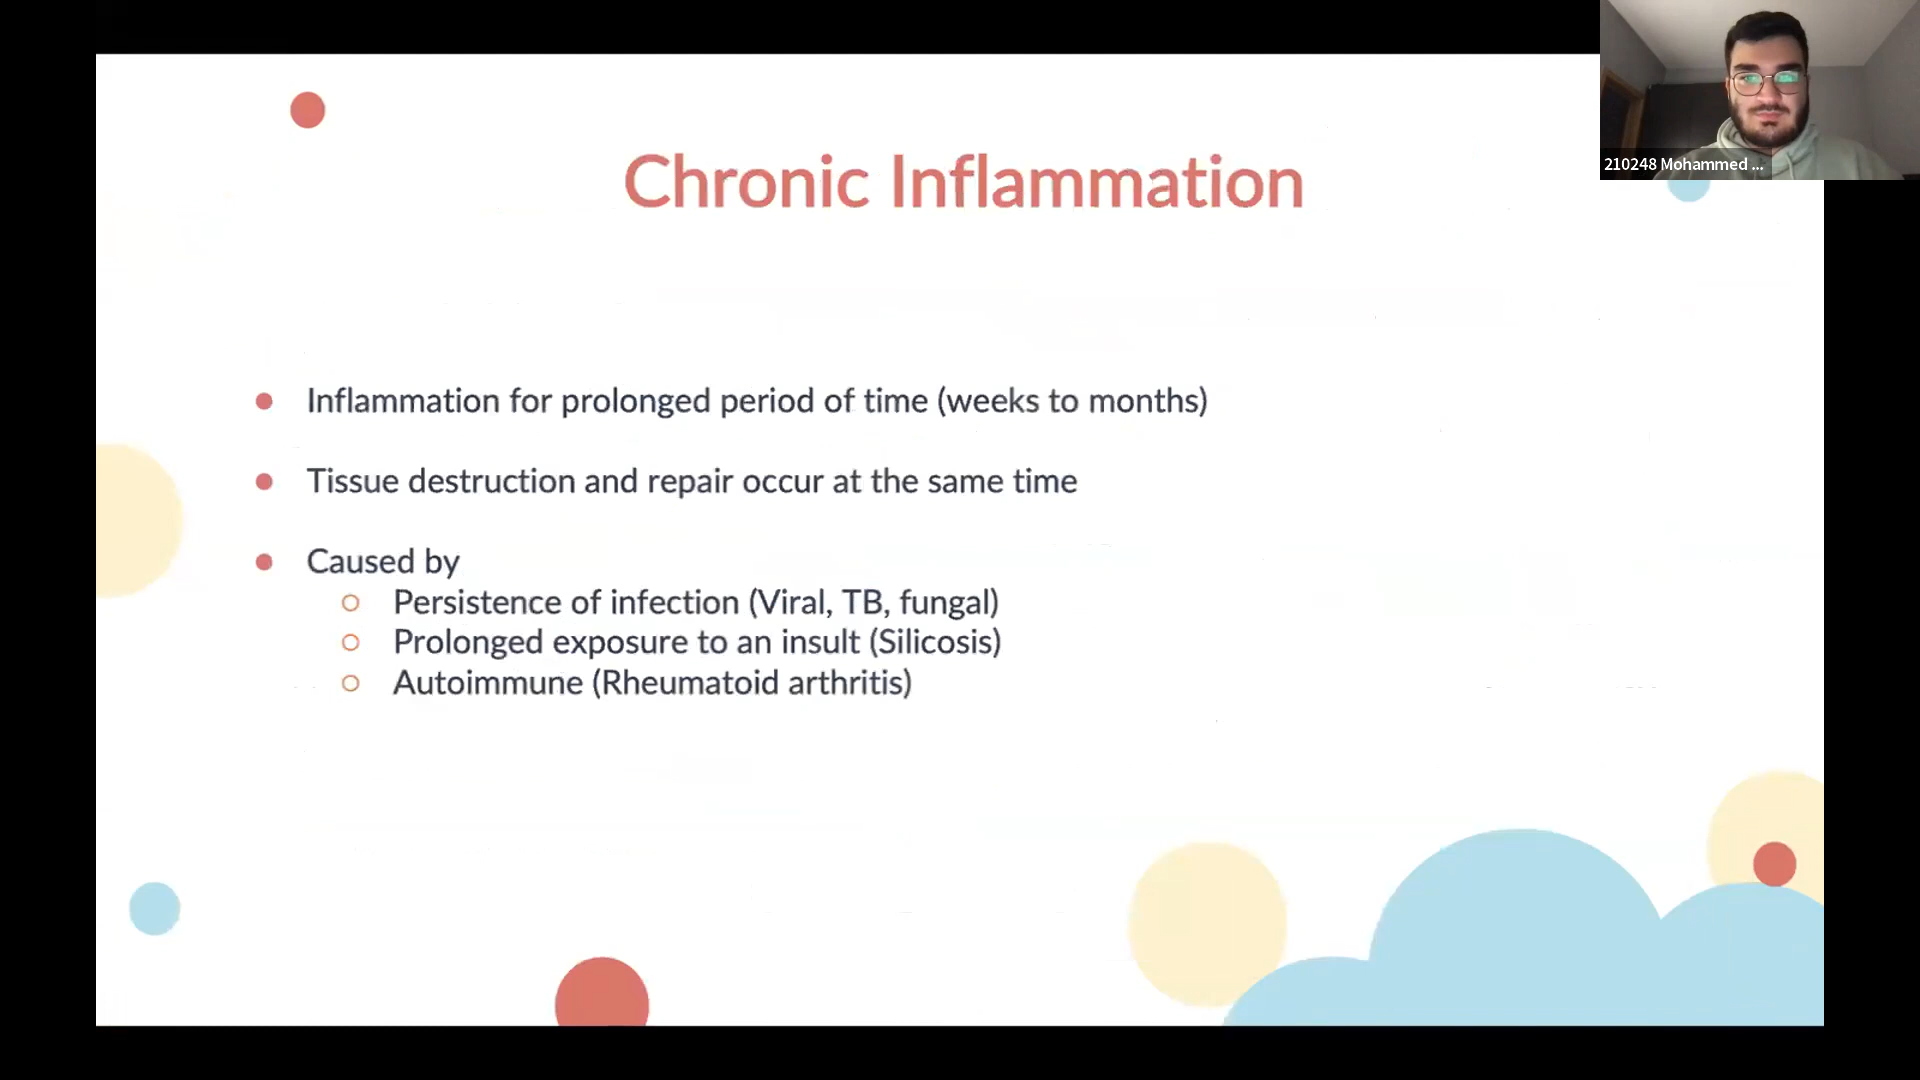 Chronic Inflammation
210248 Mohammed ...
Inflammation for prolonged period of time (weeks to months)
Tissue destruction and repair occur at the same time
Caused by
Persistence of infection (Viral, TB, fungal)
Prolonged exposure to an insult (Silicosis)
Autoimmune (Rheumatoid arthritis)